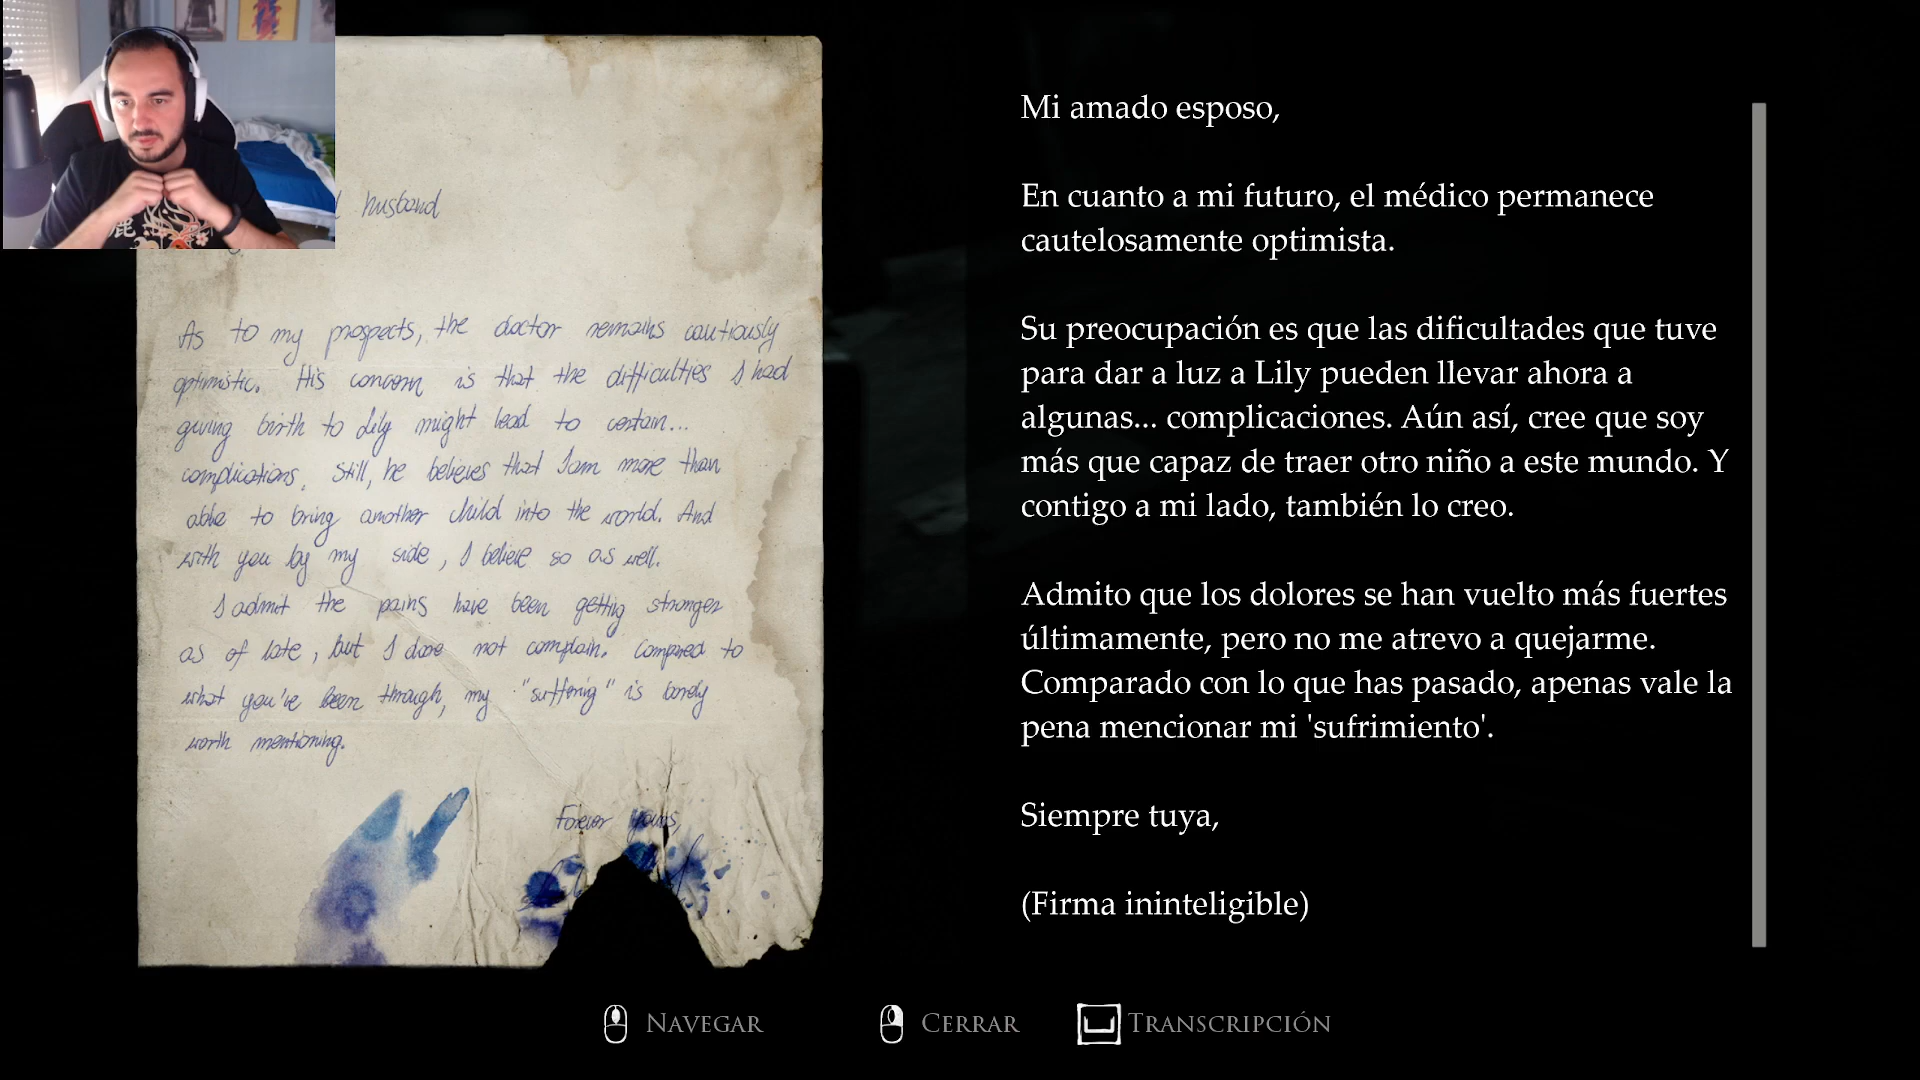 husband
As to my prospects, the doctor remains cautiously
optimistic. His concern is that the difficulties I had
giving birth to Lily might lead to certain...
complications. Still, he believes that I am more than
able to bring another child into the world. And
with you by my side, I believe so as well.
I admit the pains have been getting stronger
as of late, but I dare not complain. Compared to
what you've been through, my "suffering" is barely
worth mentioning.
Forever yours,
Mi amado esposo,
En cuanto a mi futuro, el médico permanece
cautelosamente optimista.
Su preocupación es que las dificultades que tuve
para dar a luz a Lily pueden llevar ahora a
algunas... complicaciones. Aún así, cree que soy
más que capaz de traer otro niño a este mundo. Y
contigo a mi lado, también lo creo.
Admito que los dolores se han vuelto más fuertes
últimamente, pero no me atrevo a quejarme.
Comparado con lo que has pasado, apenas vale la
pena mencionar mi 'sufrimiento'.
Siempre tuya,
(Firma ininteligible)
NAVEGAR
CERRAR
TRANSCRIPCIÓN